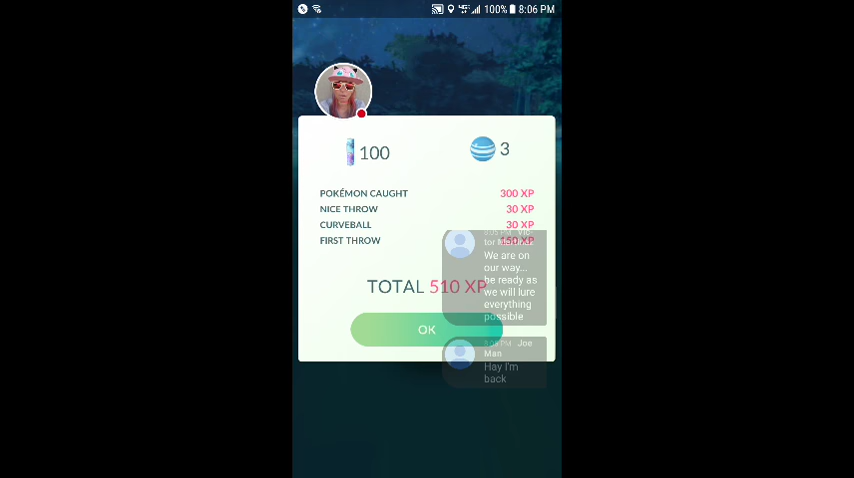 100% 8:06 PM
100
3
POKÉMON CAUGHT 300 XP
NICE THROW 30 XP
CURVEBALL 30 XP
FIRST THROW 150 XP
TOTAL 510 XP
OK
We are on
our way...
be ready as
we will lure
everything
possible
Joe
Man
Hay I'm
back